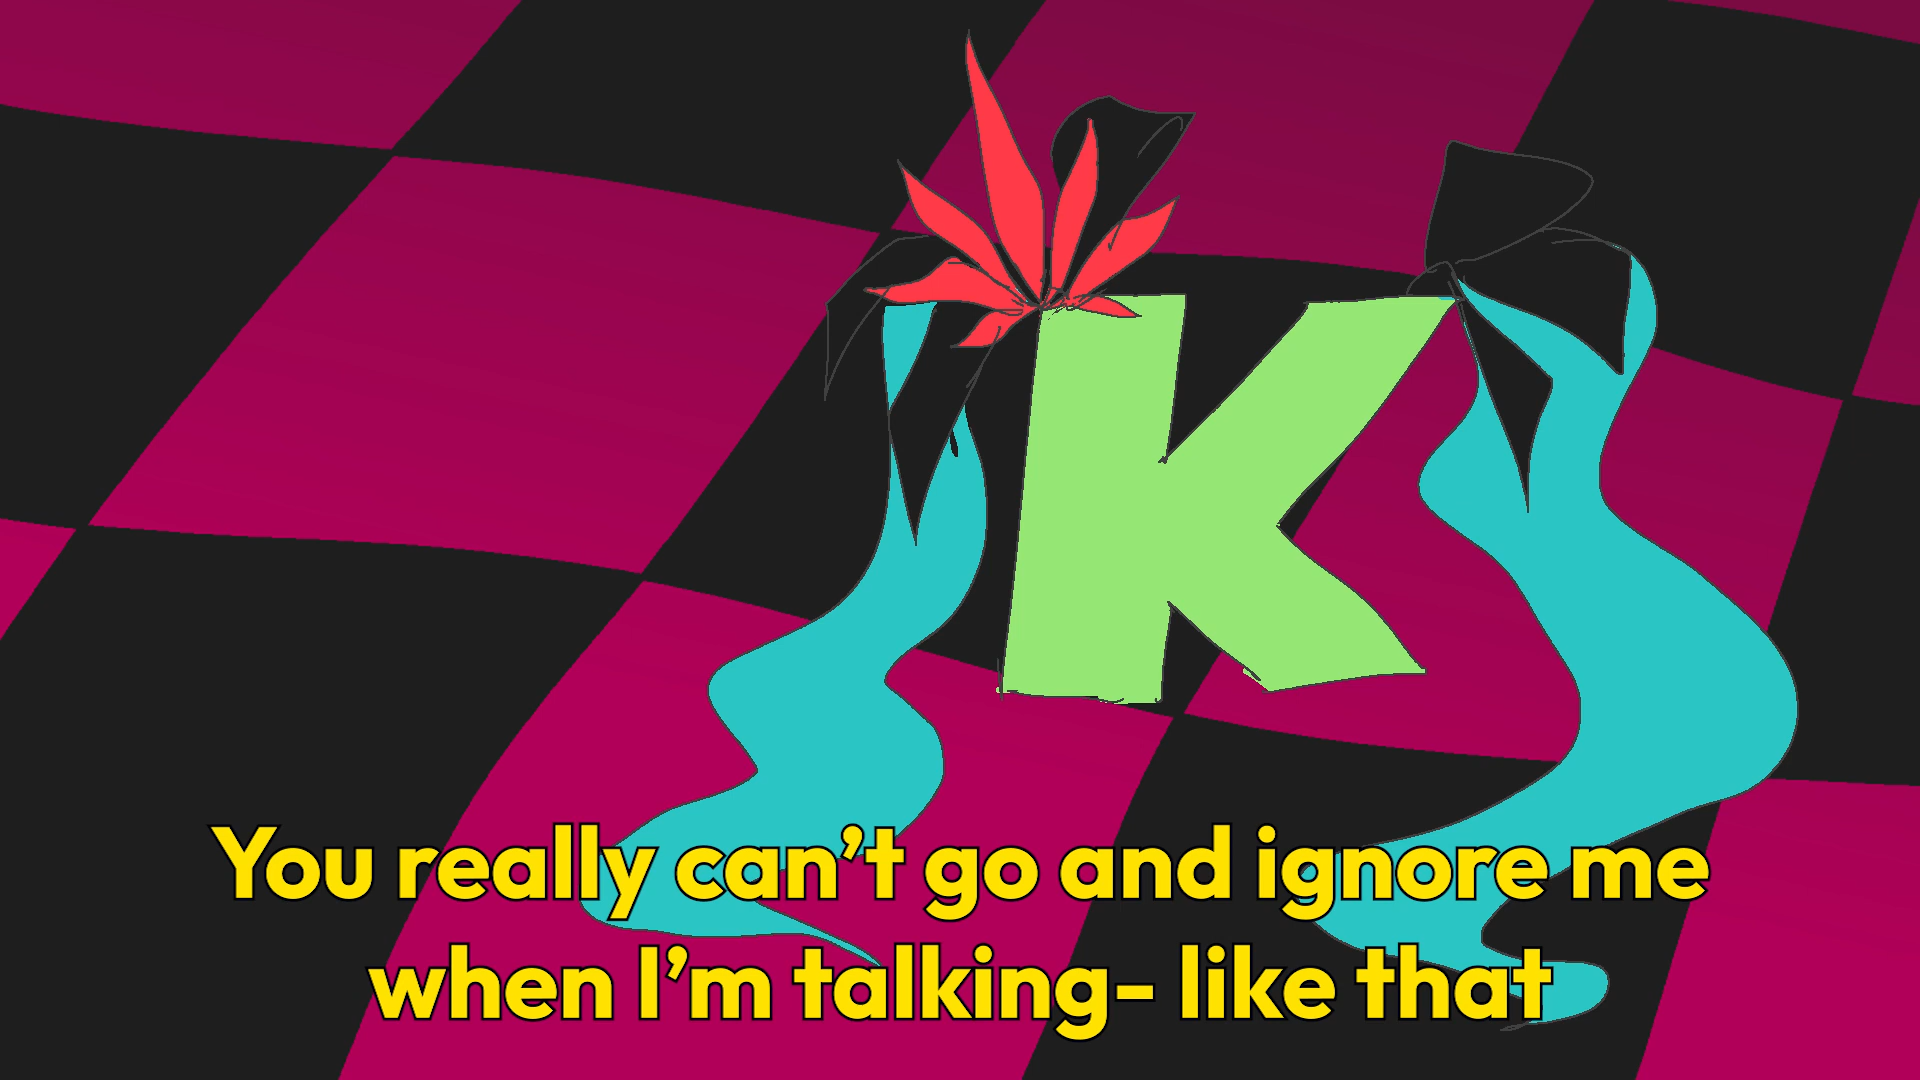 K
You really can’t go and ignore me
when I’m talking- like that